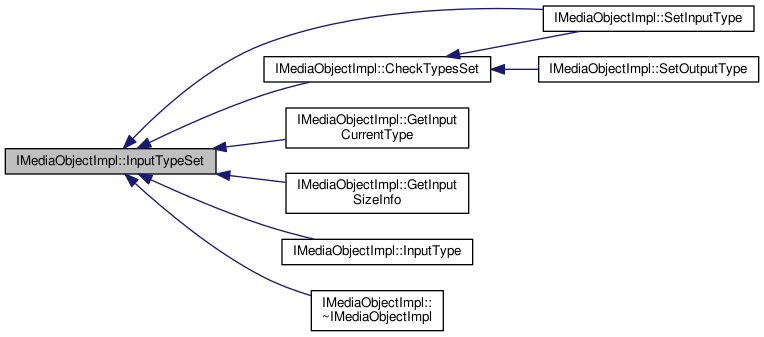 IMediaObjectImpl::SetInputType
IMediaObjectImpl::CheckTypesSet
IMediaObjectImpl::SetOutputType
IMediaObjectImpl::GetInput
CurrentType
IMediaObjectImpl::InputTypeSet
IMediaObjectImpl::GetInput
SizeInfo
IMediaObjectImpl::InputType
IMediaObjectImpl::
~IMediaObjectImpl